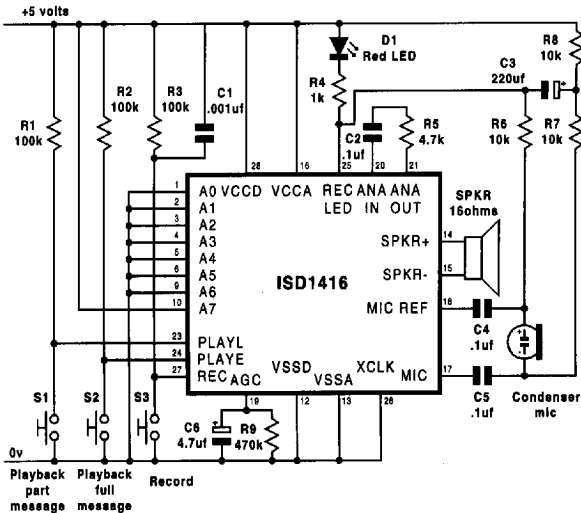 +5 volts
D1
Red LED
R8
10k
C3
220uf
R2
100k
R3
100k
C1
.001uf
R4
1k
R1
100k
C2
.1uf
R5
4.7k
R6
10k
R7
10k
28
16
25
20
21
1
A0
VCCD
VCCA
REC
LED
ANA
IN
ANA
OUT
2
A1
3
A2
4
A3
5
A4
6
A5
9
A6
10
A7
SPKR
16ohms
SPKR+
14
SPKR-
15
ISD1416
MIC REF
18
C4
.1uf
23
PLAYL
24
PLAYE
27
REC
AGC
VSSD
VSSA
XCLK
MIC
17
C5
.1uf
Condenser
mic
19
12
13
26
S1
S2
S3
C6
4.7uf
R9
470k
0v
Playback
part
message
Playback
full
message
Record